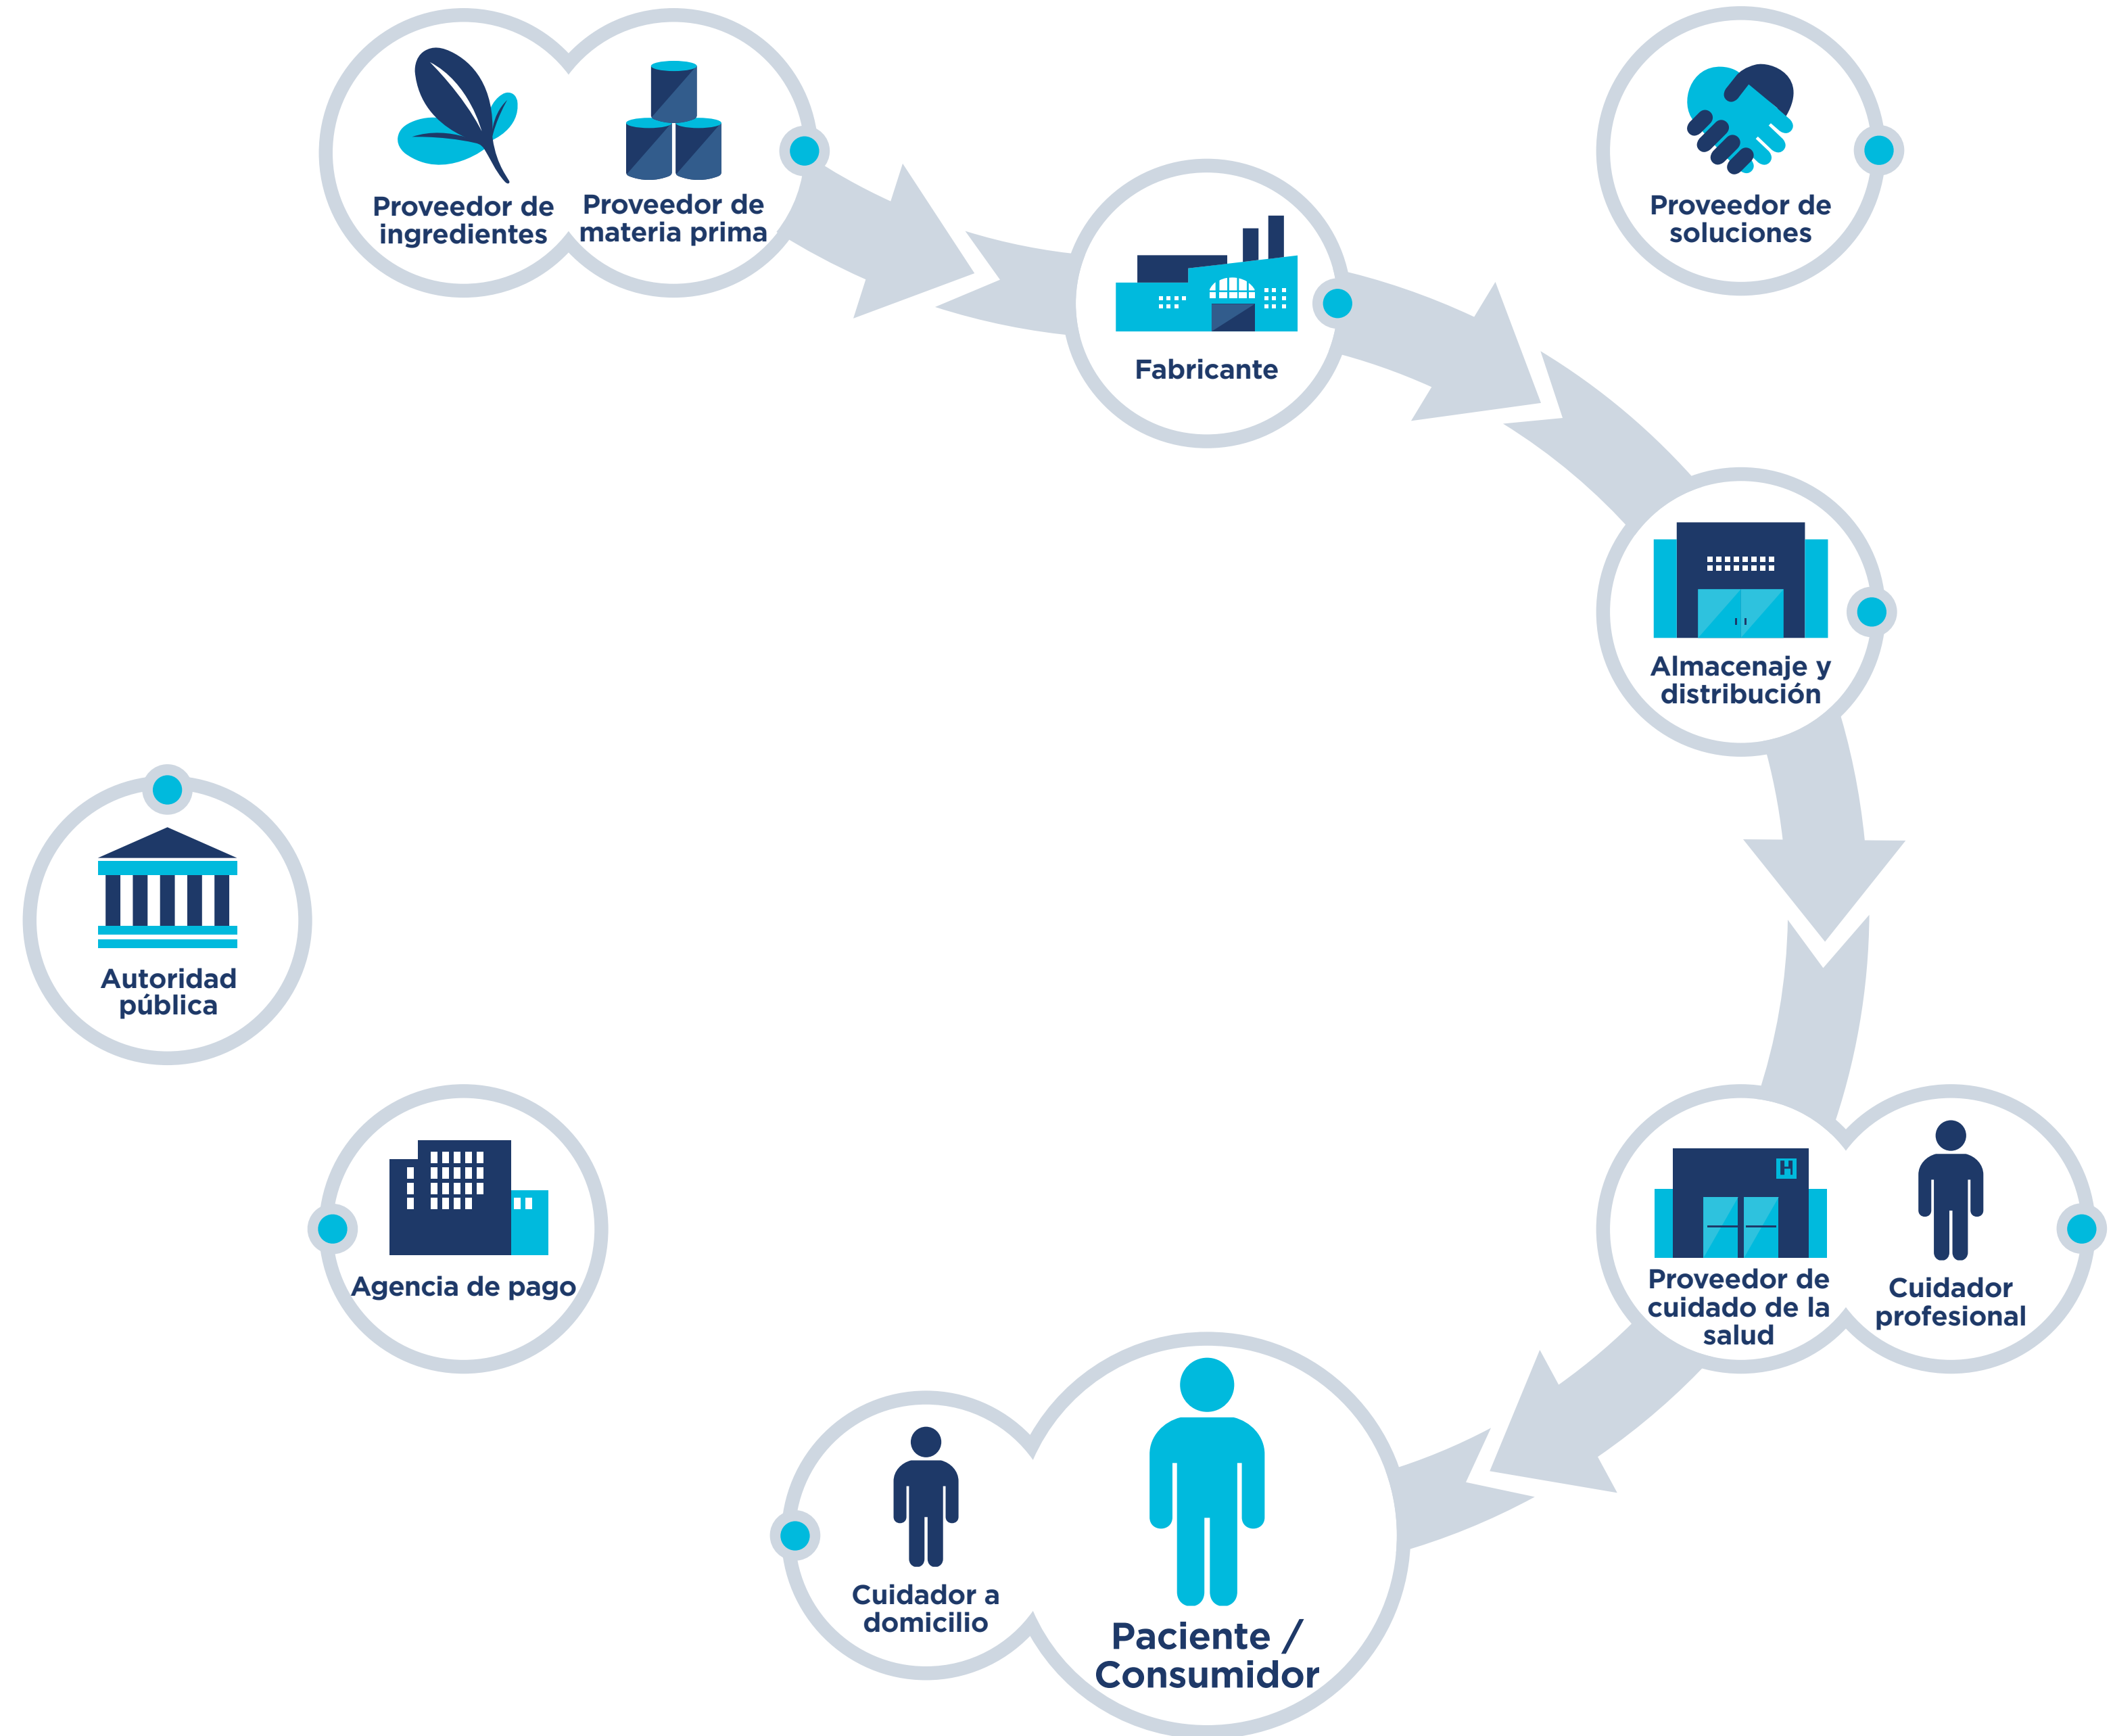 Proveedor de
ingredientes
Proveedor de
materia prima
Proveedor de
soluciones
Fabricante
Almacenaje y
distribución
Autoridad
pública
Agencia de pago
H
Proveedor de
cuidado de la
salud
Cuidador
profesional
Cuidador a
domicilio
Paciente /
Consumidor